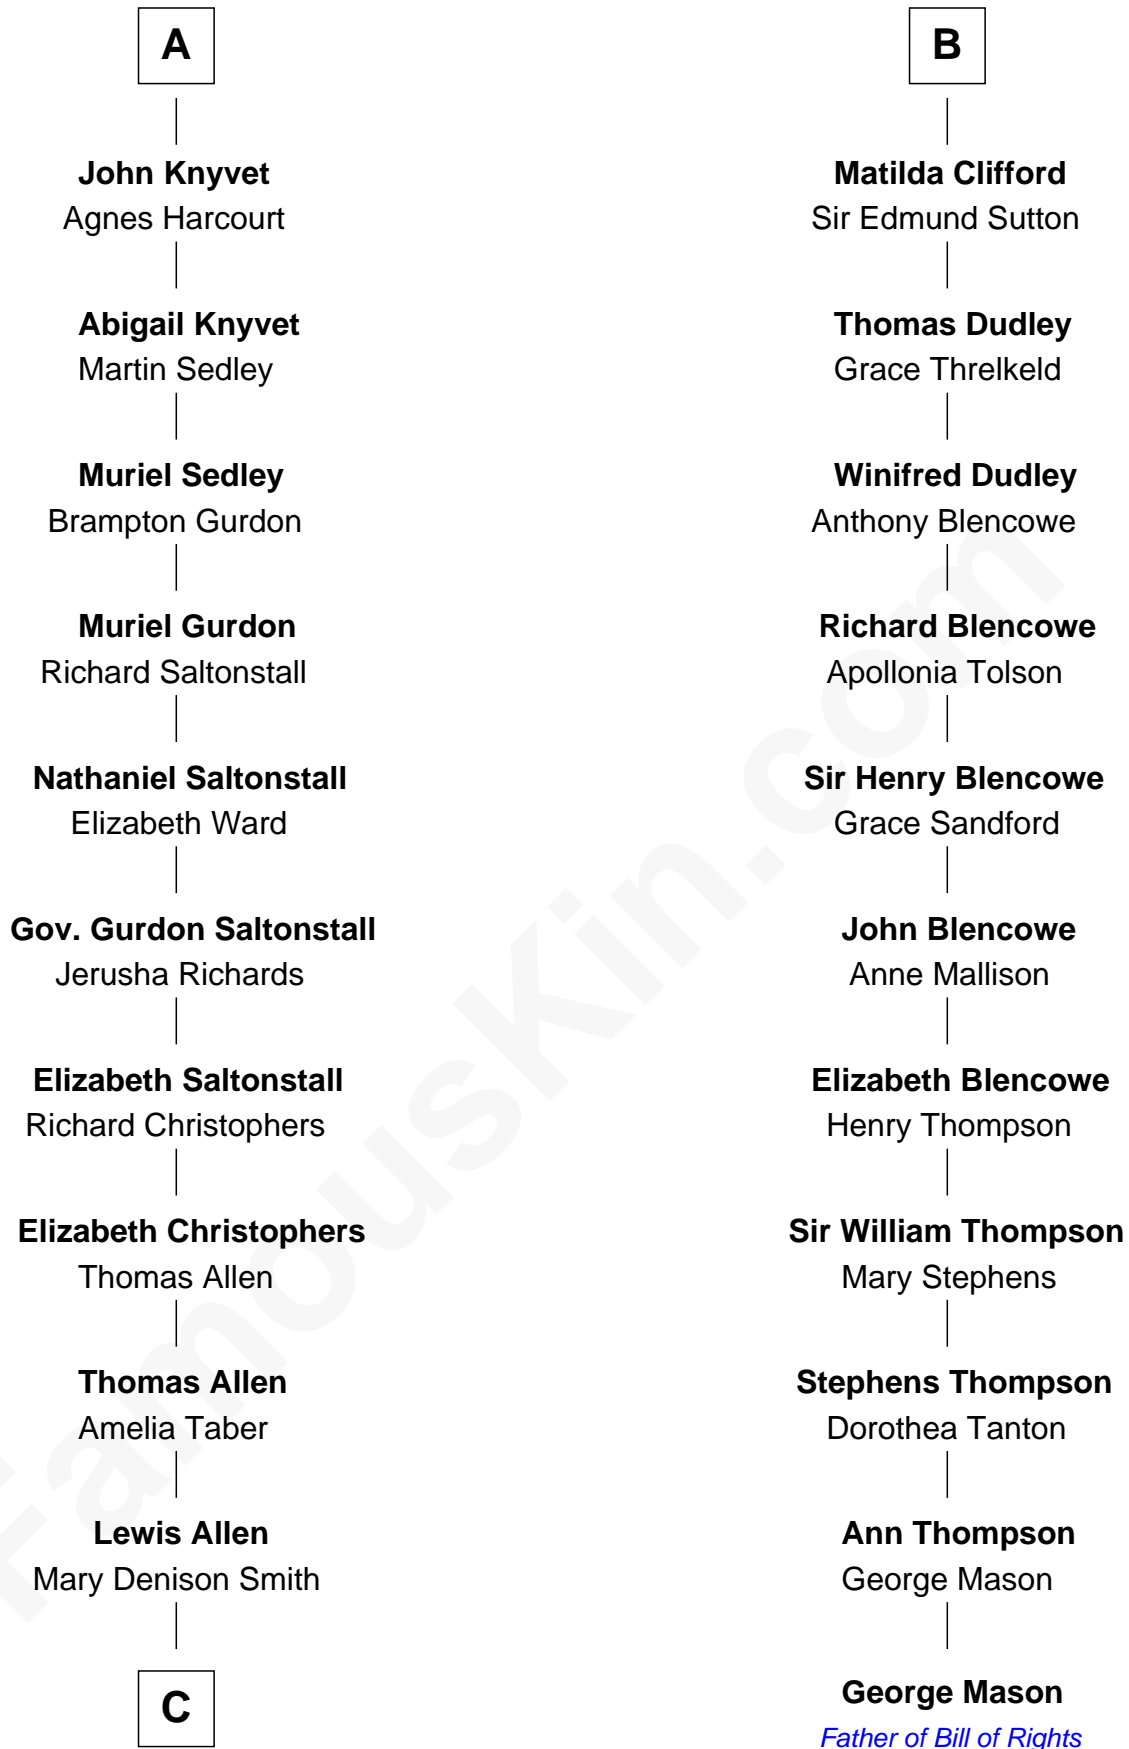 A
John Knyvet
Agnes Harcourt
Abigail Knyvet
Martin Sedley
Muriel Sedley
Brampton Gurdon
Muriel Gurdon
Richard Saltonstall
Nathaniel Saltonstall
Elizabeth Ward
Gov. Gurdon Saltonstall
Jerusha Richards
Elizabeth Saltonstall
Richard Christophers
Elizabeth Christophers
Thomas Allen
Thomas Allen
Amelia Taber
Lewis Allen
Mary Denison Smith
C
B
Matilda Clifford
Sir Edmund Sutton
Thomas Dudley
Grace Threlkeld
Winifred Dudley
Anthony Blencowe
Richard Blencowe
Apollonia Tolson
Sir Henry Blencowe
Grace Sandford
John Blencowe
Anne Mallison
Elizabeth Blencowe
Henry Thompson
Sir William Thompson
Mary Stephens
Stephens Thompson
Dorothea Tanton
Ann Thompson
George Mason
George Mason
Father of Bill of Rights
FamousKin.com